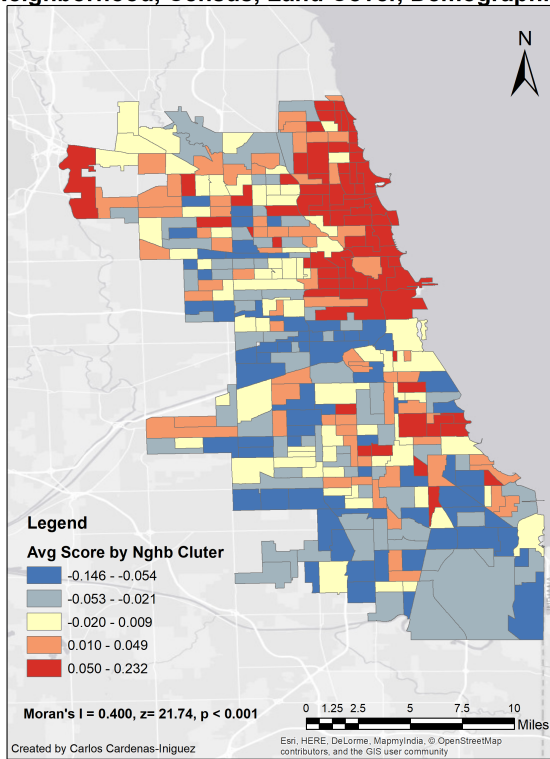 Neighborhood, Census, Land Cover, Demographi
N
Legend
Avg Score by Nghb Cluter
-0.146 - -0.054
-0.053 - -0.021
-0.020 - 0.009
0.010 - 0.049
0.050 - 0.232
Moran's I = 0.400, z= 21.74, p < 0.001
0 1.25 2.5 5 7.5 10
Miles
Created by Carlos Cardenas-Iniguez
Esri, HERE, DeLorme, MapmyIndia, © OpenStreetMap
contributors, and the GIS user community